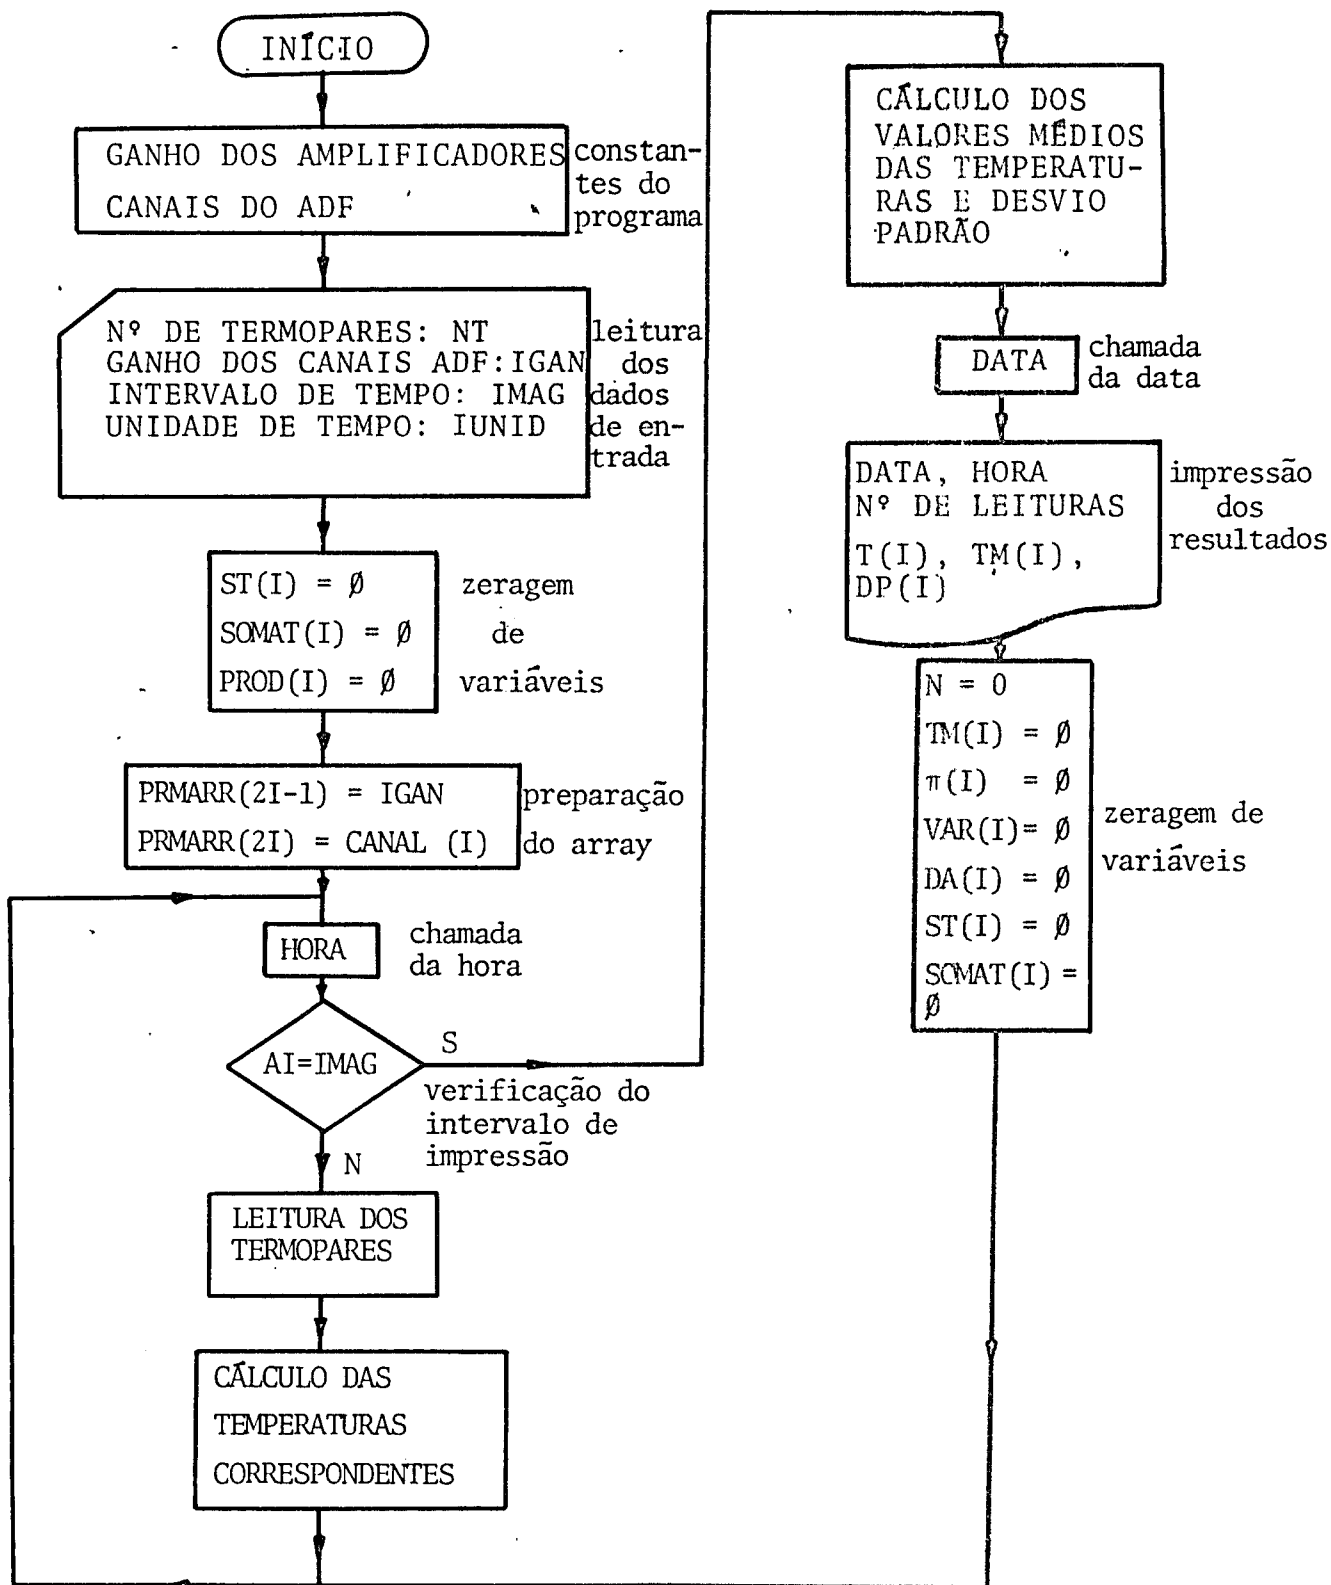 INÍCIO
GANHO DOS AMPLIFICADORES
CANAIS DO ADF
constan-
tes do
programa
Nº DE TERMOPARES: NT
GANHO DOS CANAIS ADF:IGAN
INTERVALO DE TEMPO: IMAG
UNIDADE DE TEMPO: IUNID
leitura
dos
dados
de en-
trada
ST(I) = Ø
SOMAT(I) = Ø
PROD(I) = Ø
zeragem
de
variáveis
PRMARR(2I-1) = IGAN
PRMARR(2I) = CANAL (I)
preparação
do array
HORA
chamada
da hora
AI=IMAG
S
verificação do
intervalo de
impressão
N
LEITURA DOS
TERMOPARES
CÁLCULO DAS
TEMPERATURAS
CORRESPONDENTES
CÁLCULO DOS
VALORES MÉDIOS
DAS TEMPERATU-
RAS E DESVIO
PADRÃO
DATA
chamada
da data
DATA, HORA
Nº DE LEITURAS
T(I), TM(I),
DP(I)
impressão
dos
resultados
N = 0
TM(I) = Ø
π(I) = Ø
VAR(I)= Ø
DA(I) = Ø
ST(I) = Ø
SOMAT(I) =
Ø
zeragem de
variáveis